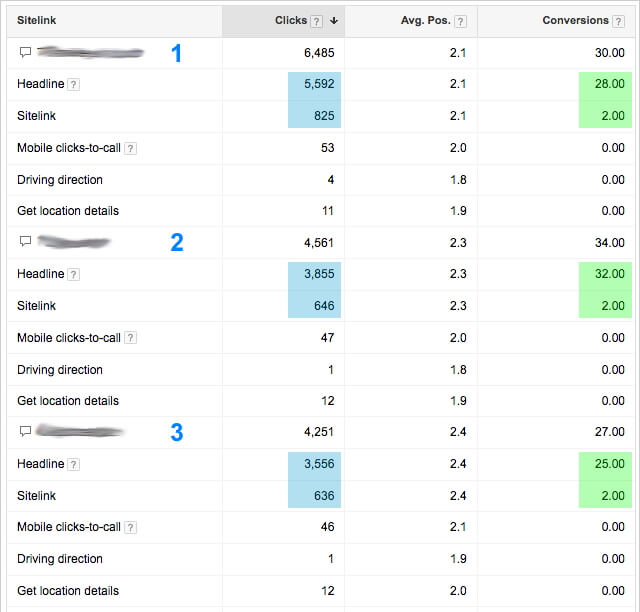 Sitelink Clicks ? Avg. Pos. ? Conversions ?
1 6,485 2.1 30.00
Headline ? 5,592 2.1 28.00
Sitelink 825 2.1 2.00
Mobile clicks-to-call ? 53 2.0 0.00
Driving direction 4 1.8 0.00
Get location details 11 1.9 0.00
2 4,561 2.3 34.00
Headline ? 3,855 2.3 32.00
Sitelink 646 2.3 2.00
Mobile clicks-to-call ? 47 2.0 0.00
Driving direction 1 1.8 0.00
Get location details 12 1.9 0.00
3 4,251 2.4 27.00
Headline ? 3,556 2.4 25.00
Sitelink 636 2.4 2.00
Mobile clicks-to-call ? 46 2.1 0.00
Driving direction 1 1.9 0.00
Get location details 12 2.0 0.00